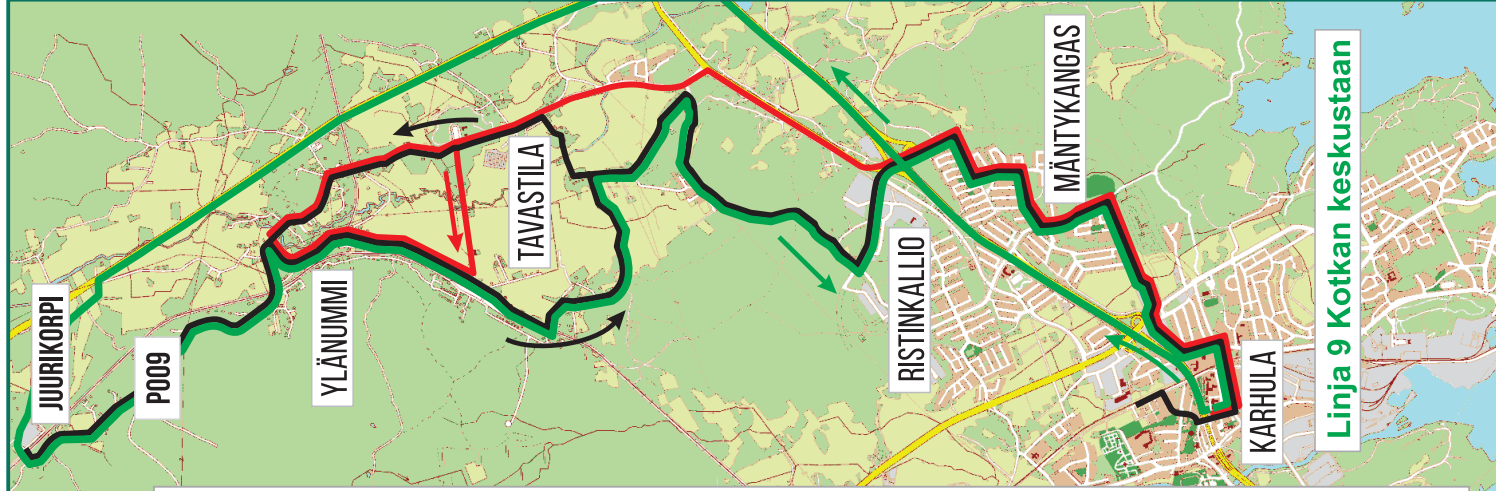 JUURIKORPI
P009
YLÄNUMMI
TAVASTILA
RISTINKALLIO
MÄNTYKANGAS
KARHULA
Linja 9 Kotkan keskustaan